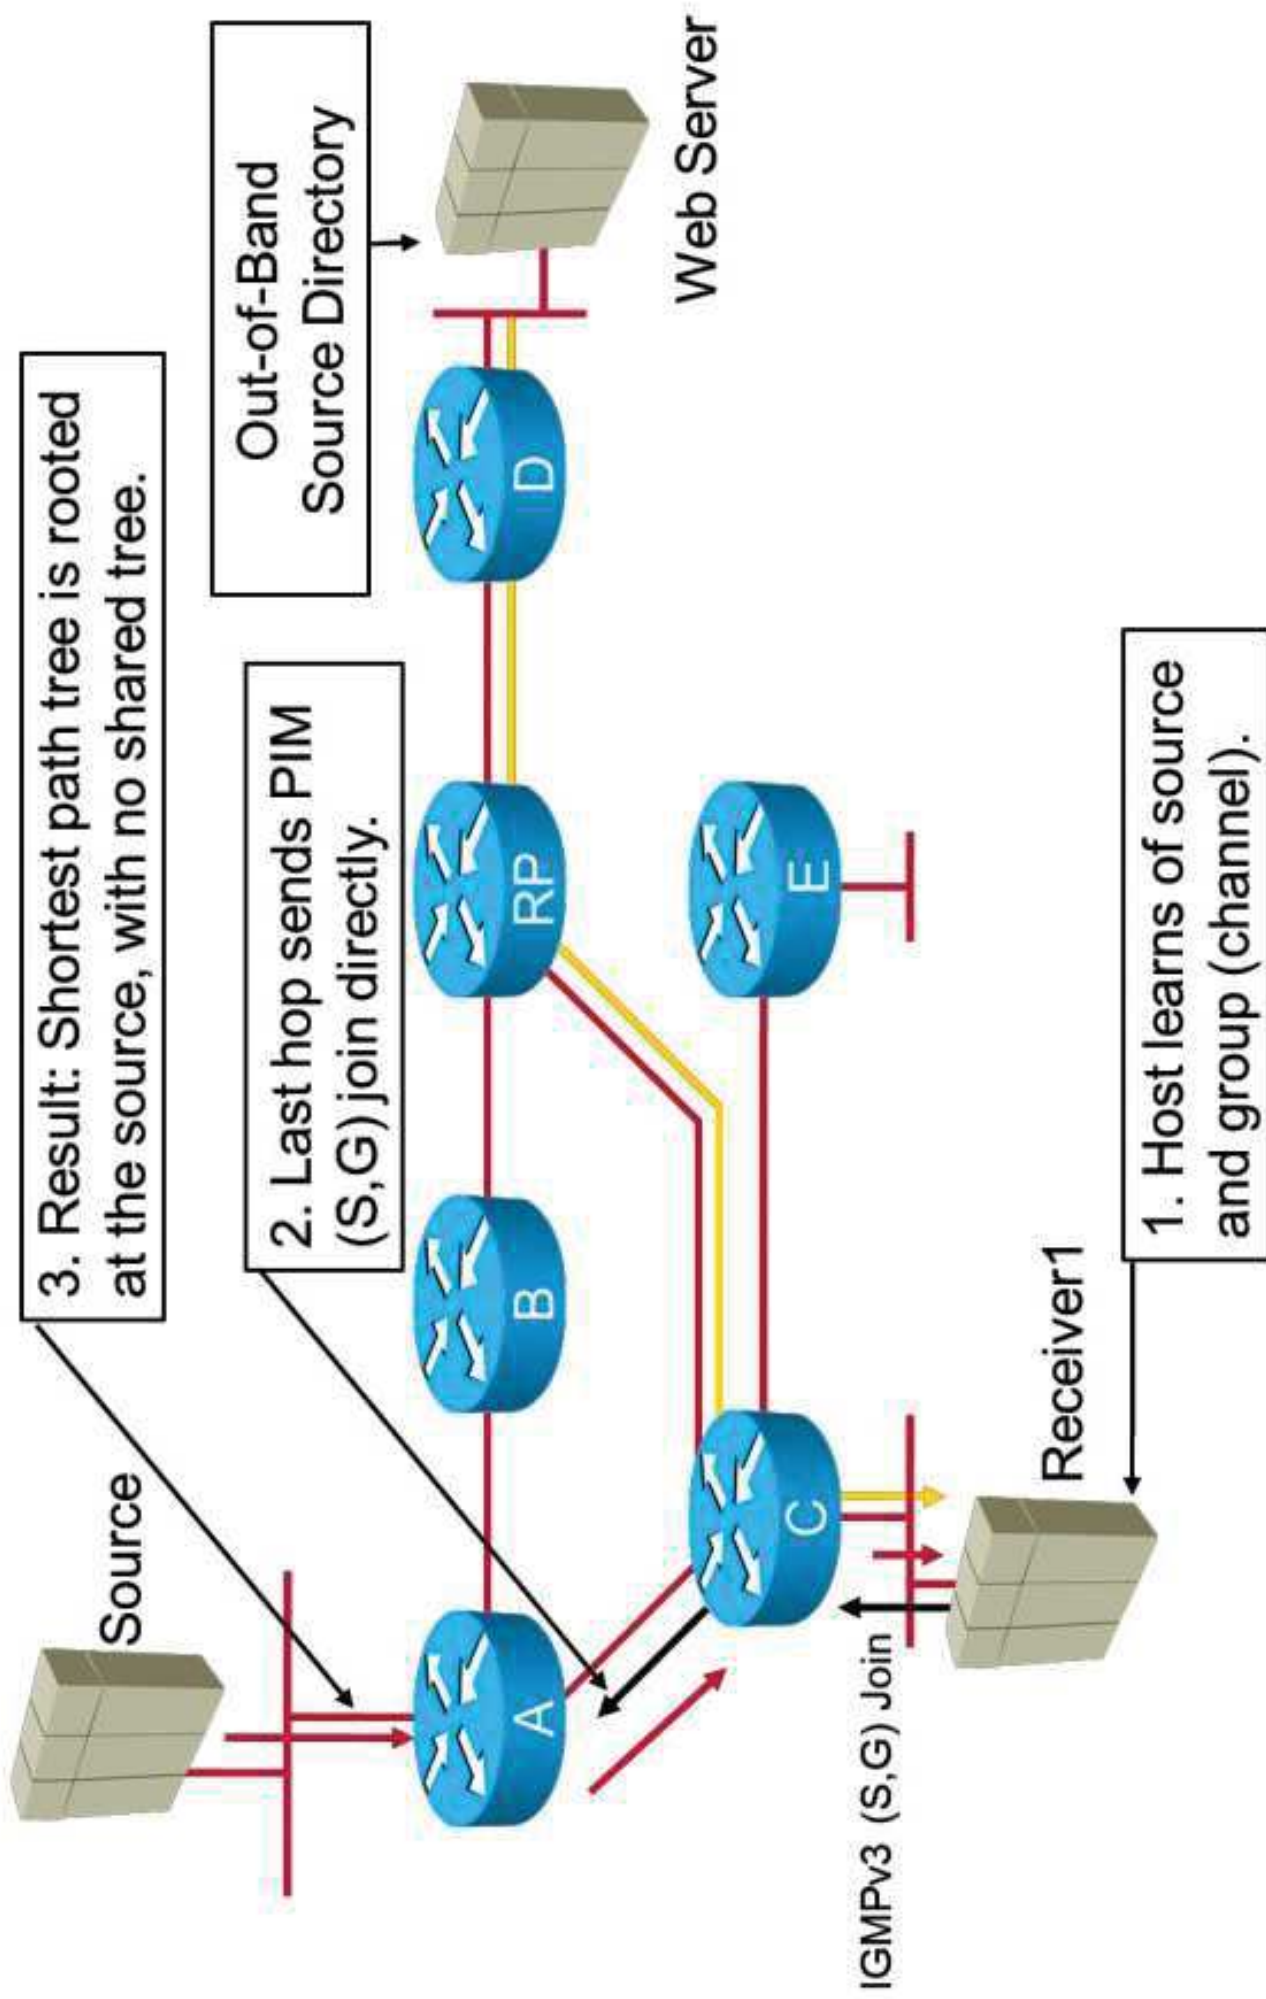 Source
3. Result: Shortest path tree is rooted
at the source, with no shared tree.
2. Last hop sends PIM
(S,G) join directly.
Out-of-Band
Source Directory
A
B
RP
D
Web Server
C
E
IGMPv3 (S,G) Join
Receiver1
1. Host learns of source
and group (channel).